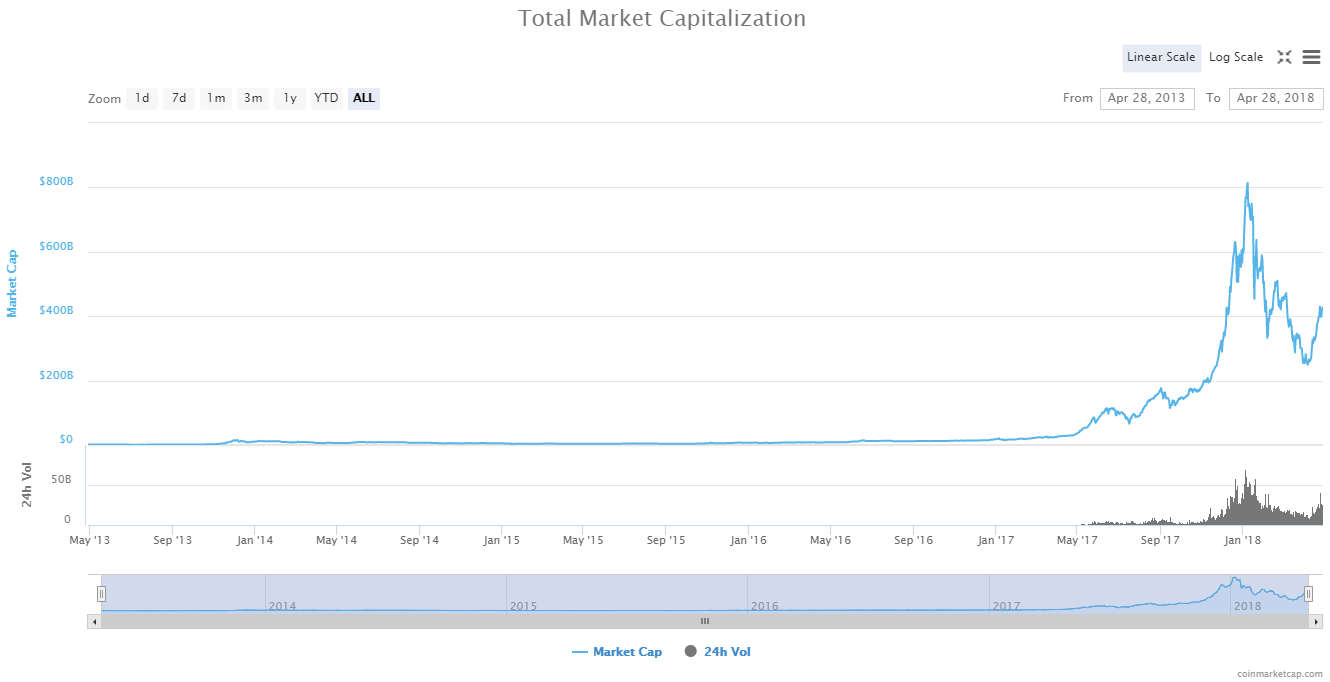 Total Market Capitalization
Linear Scale Log Scale
Zoom 1d 7d 1m 3m 1y YTD ALL From Apr 28, 2013 To Apr 28, 2018
Market Cap
$800B
$600B
$400B
$200B
$0
24h Vol
50B
0
May '13 Sep '13 Jan '14 May '14 Sep '14 Jan '15 May '15 Sep '15 Jan '16 May '16 Sep '16 Jan '17 May '17 Sep '17 Jan '18
2014 2015 2016 2017 2018
Market Cap 24h Vol
coinmarketcap.com